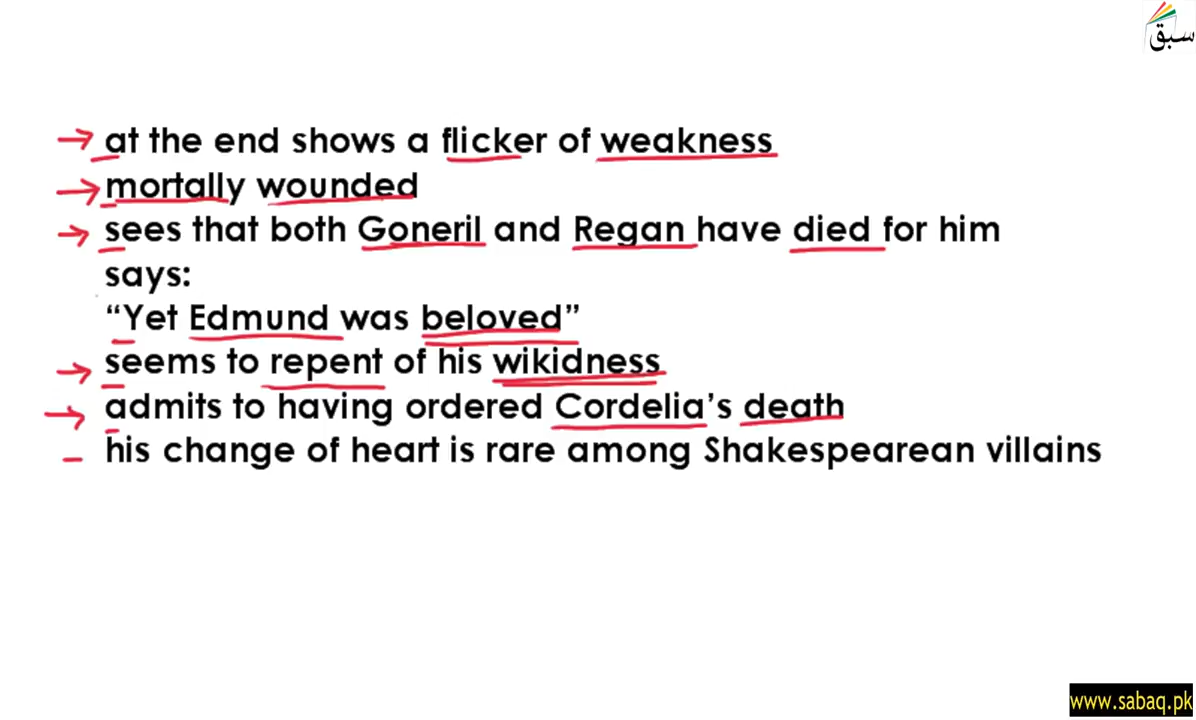 سبق
at the end shows a flicker of weakness
mortally wounded
sees that both Goneril and Regan have died for him
says:
“Yet Edmund was beloved”
seems to repent of his wikidness
admits to having ordered Cordelia's death
his change of heart is rare among Shakespearean villains
www.sabaq.pk